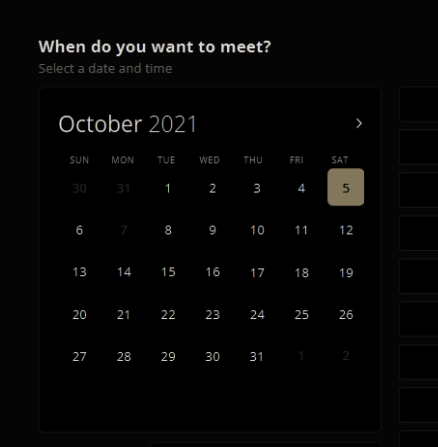 When do you want to meet?
Select a date and time
October 2021
SUN MON TUE WED THU FRI SAT
30 31 1 2 3 4 5
6 7 8 9 10 11 12
13 14 15 16 17 18 19
20 21 22 23 24 25 26
27 28 29 30 31 1 2